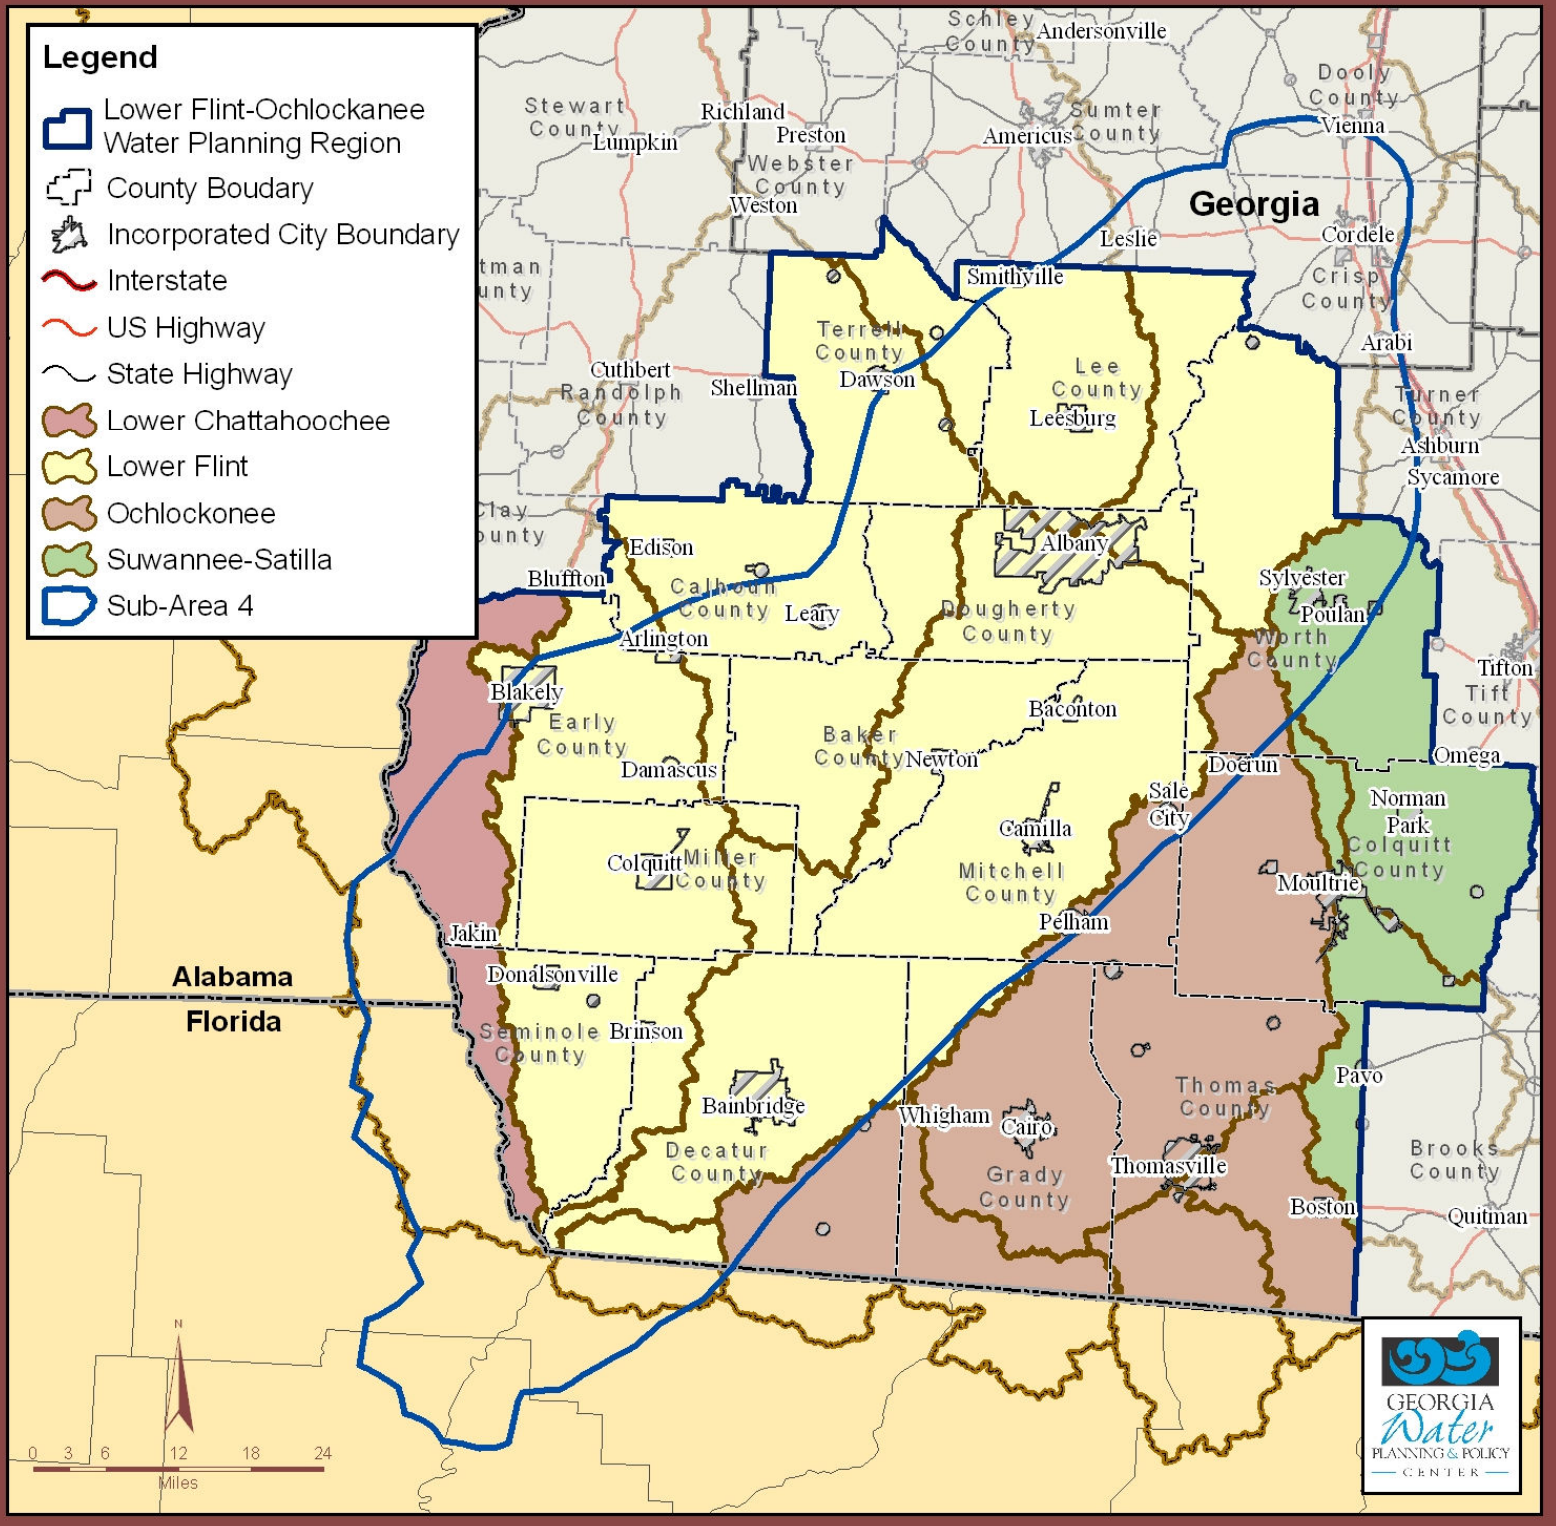 Legend
Lower Flint-Ochlockanee
Water Planning Region
County Boudary
Incorporated City Boundary
Interstate
US Highway
State Highway
Lower Chattahoochee
Lower Flint
Ochlockonee
Suwannee-Satilla
Sub-Area 4
Schley
County
Andersonville
Dooly
County
Stewart
County
Lumpkin
Richland
Preston
Webster
County
Weston
Americus
Sumter
County
Vienna
Georgia
Leslie
Cordele
Crisp
County
tman
unty
Smithville
Terrell
County
Dawson
Lee
County
Leesburg
Arabi
Cuthbert
Randolph
County
Shellman
Turner
County
Ashburn
Sycamore
Clay
ounty
Edison
Bluffton
Calhoun
County
Leary
Arlington
Albany
Dougherty
County
Sylvester
Poulan
Worth
County
Tifton
Tift
County
Omega
Blakely
Early
County
Damascus
Baker
County
Newton
Baconton
Doerun
Sale
City
Camilla
Mitchell
County
Norman
Park
Colquitt
County
Moultrie
Colquitt
Miller
County
Pelham
Jakin
Donalsonville
Seminole
County
Brinson
Alabama
Florida
Bainbridge
Decatur
County
Whigham
Cairo
Grady
County
Thomas
County
Thomasville
Pavo
Boston
Brooks
County
Quitman
N
0 3 6 12 18 24
Miles
GEORGIA
Water
PLANNING & POLICY
CENTER